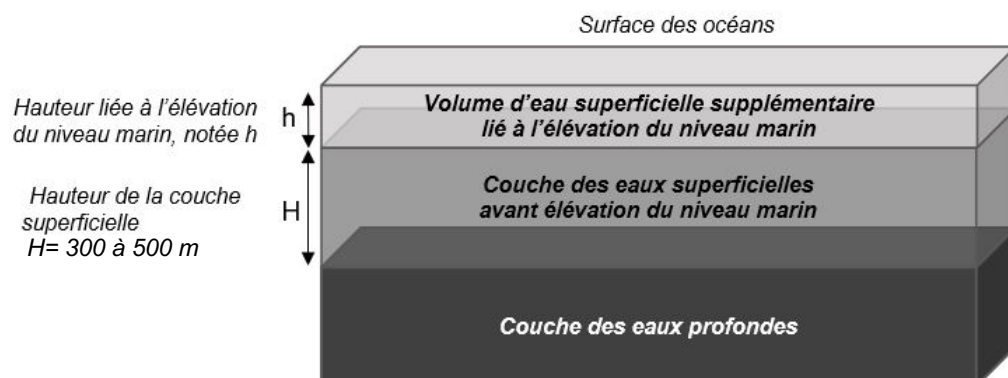 Surface des océans
Hauteur liée à l'élévation
du niveau marin, notée h
h
Volume d'eau superficielle supplémentaire
lié à l'élévation du niveau marin
Hauteur de la couche
superficielle
H= 300 à 500 m
H
Couche des eaux superficielles
avant élévation du niveau marin
Couche des eaux profondes